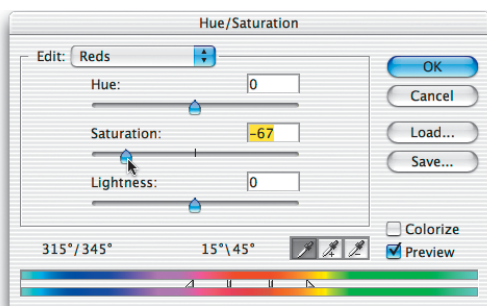 Hue/Saturation
Edit: Reds
OK
Hue: 0
Cancel
Saturation: -67
Load...
Save...
Lightness: 0
Colorize
315°/345° 15°\45° Preview